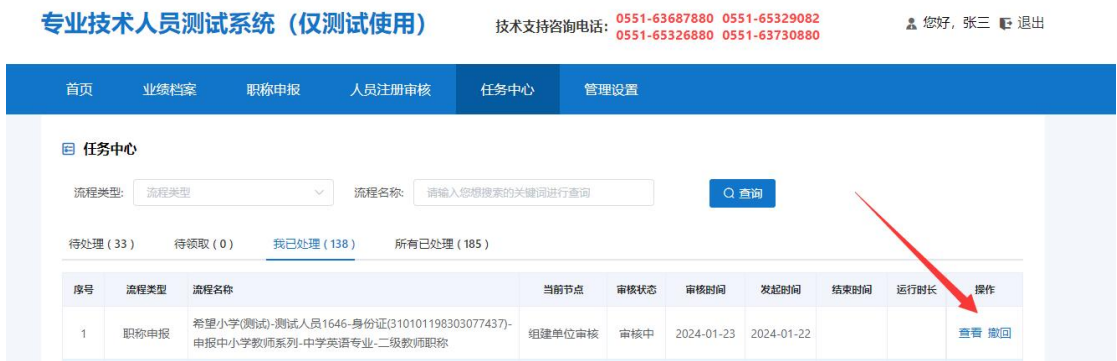 专业技术人员测试系统（仅测试使用）
技术支持咨询电话： 0551-63687880 0551-65329082
0551-65326880 0551-63730880
您好, 张三 退出
首页 业绩档案 职称申报 人员注册审核 任务中心 管理设置
任务中心
流程类型: 流程类型 流程名称: 请输入您想搜索的关键词进行查询 查询
待处理 ( 33 ) 待领取 ( 0 ) 我已处理 ( 138 ) 所有已处理 ( 185 )
序号 流程类型 流程名称 当前节点 审核状态 审核时间 发起时间 结束时间 运行时长 操作
1 职称申报 希望小学(测试)-测试人员1646-身份证(310101198303077437)- 组建单位审核 审核中 2024-01-23 2024-01-22 查看 撤回
申报中小学教师系列-中学英语专业-二级教师职称